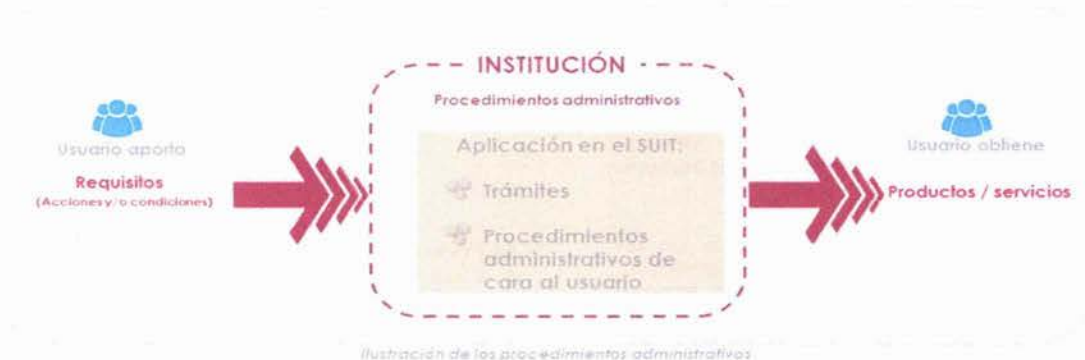 INSTITUCIÓN
Procedimientos administrativos
Usuario aporta
Requisitos
(Acciones y/o condiciones)
Aplicación en el SUIT:
Trámites
Procedimientos
administrativos de
cara al usuario
Usuario obtiene
Productos / servicios
Ilustración de los procedimientos administrativos